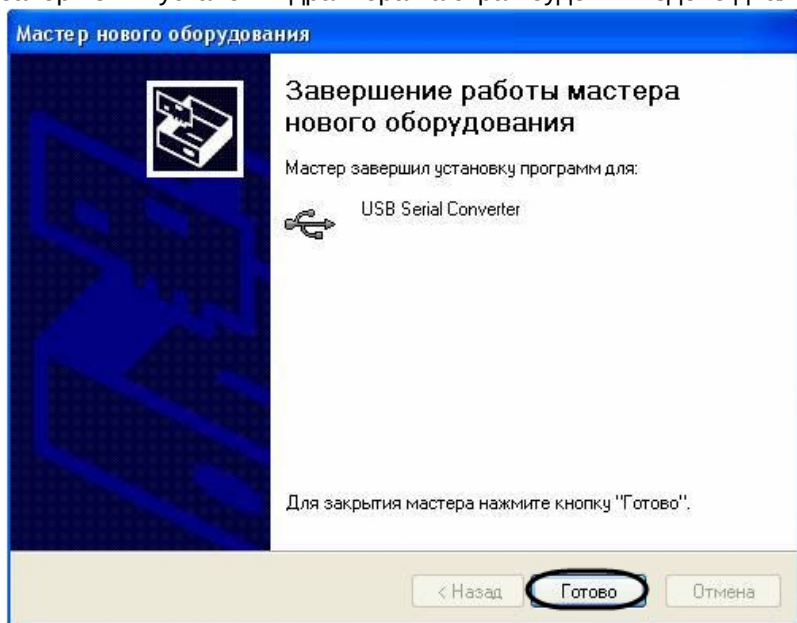 Мастер нового оборудования
Завершение работы мастера
нового оборудования
Мастер завершил установку программ для:
USB Serial Converter
Для закрытия мастера нажмите кнопку "Готово".
< Назад Готово Отмена